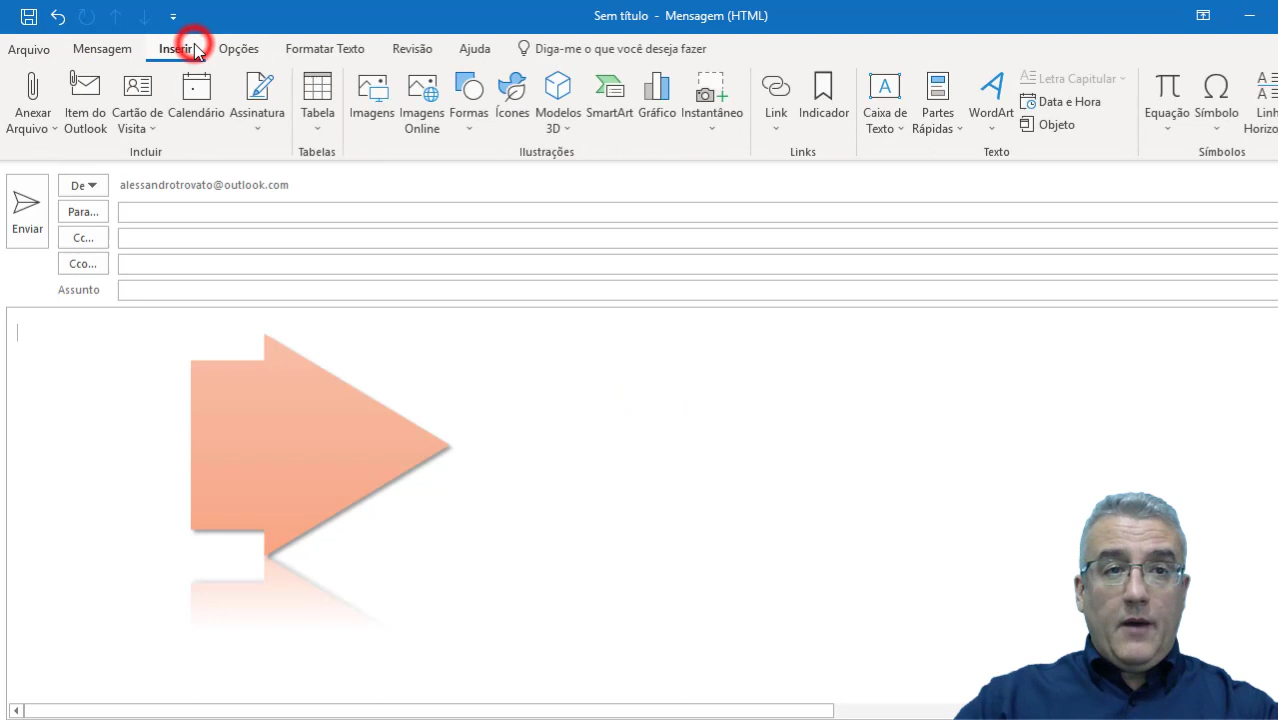 Sem título - Mensagem (HTML)
Arquivo Mensagem Inserir Opções Formatar Texto Revisão Ajuda Diga-me o que você deseja fazer
Anexar Arquivo
Item do Outlook
Cartão de Visita
Calendário
Assinatura
Tabela
Imagens
Imagens Online
Formas
Ícones
Modelos 3D
SmartArt
Gráfico
Instantâneo
Link
Indicador
Caixa de Texto
Partes Rápidas
WordArt
Letra Capitular
Data e Hora
Objeto
Equação
Símbolo
Incluir Tabelas Ilustrações Links Texto Símbolos
Enviar
De alessandrotrovato@outlook.com
Para...
Cc...
Cco...
Assunto